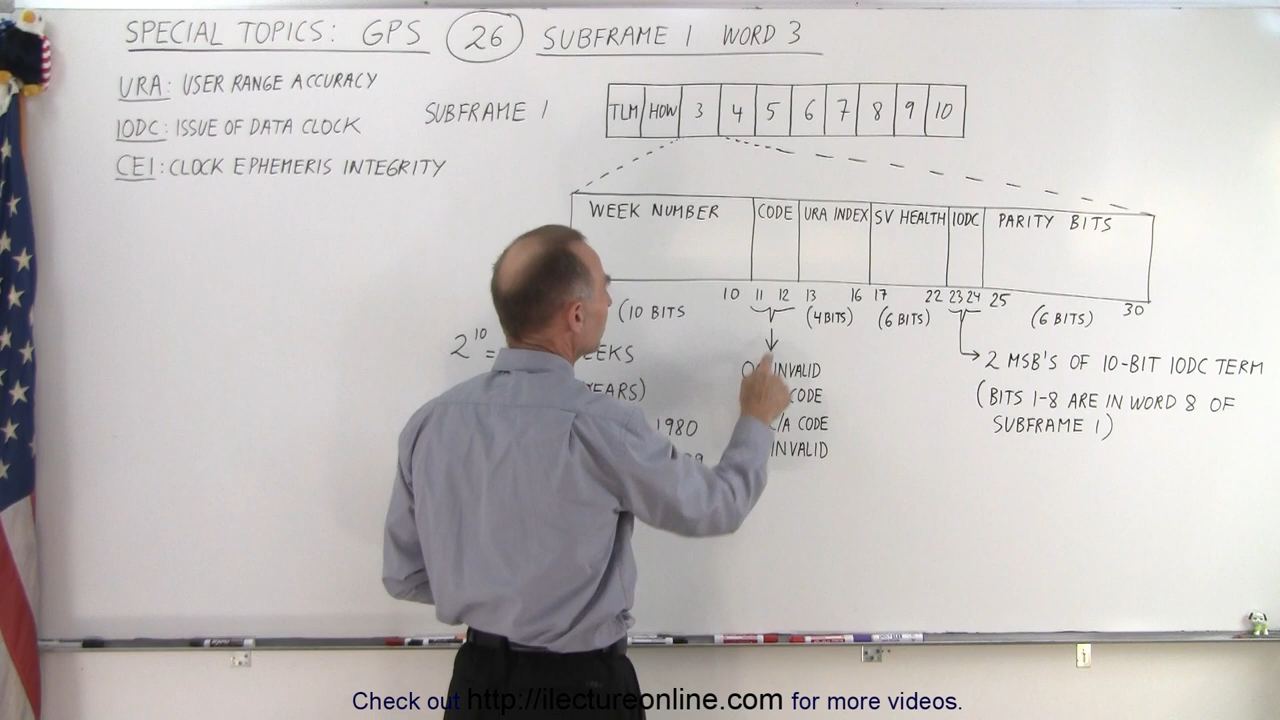 SPECIAL TOPICS: GPS 26 SUBFRAME 1 WORD 3
URA: USER RANGE ACCURACY
IODC: ISSUE OF DATA CLOCK
CEI: CLOCK EPHEMERIS INTEGRITY
SUBFRAME 1
TLM HOW 3 4 5 6 7 8 9 10
WEEK NUMBER CODE URA INDEX SV HEALTH IODC PARITY BITS
10 11 12 13 16 17 22 23 24 25 30
(10 BITS (4 BITS) (6 BITS) (6 BITS)
2^10 =
INVALID
CODE
C/A CODE
INVALID
1980
2 MSB'S OF 10-BIT IODC TERM
(BITS 1-8 ARE IN WORD 8 OF
SUBFRAME 1)
Check out http://ilectureonline.com for more videos.